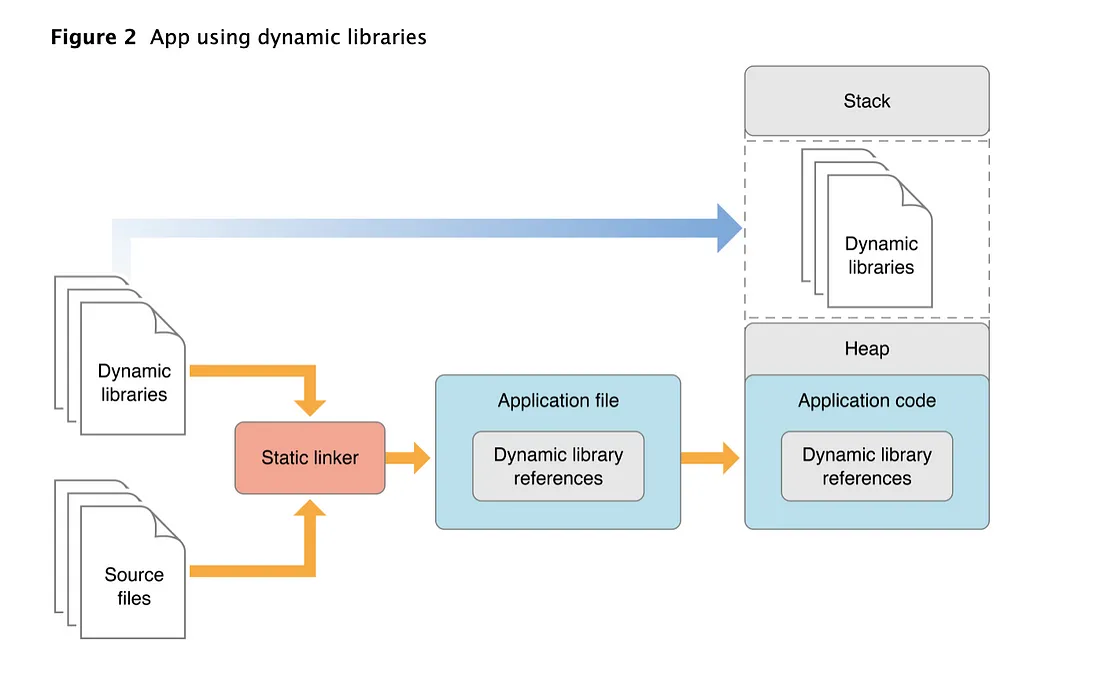 Figure 2 App using dynamic libraries
Stack
Dynamic
libraries
Heap
Dynamic
libraries
Application file
Application code
Static linker
Dynamic library
references
Dynamic library
references
Source
files